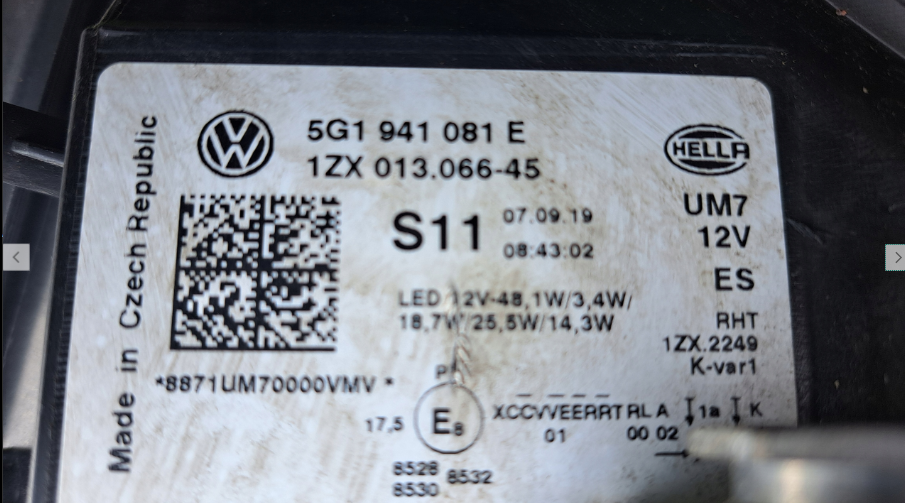 Made in Czech Republic
5G1 941 081 E
1ZX 013.066-45
HELLA
S11
07.09.19
08:43:02
UM7
12V
ES
LED 12V-48,1W/3,4W/
18,7W/25,5W/14,3W
RHT
1ZX.2249
K-var1
*8871UM70000VMV *
17,5
E8
XCCVVEERRT RL A 1a K
01 00 02
8528 8532
8530